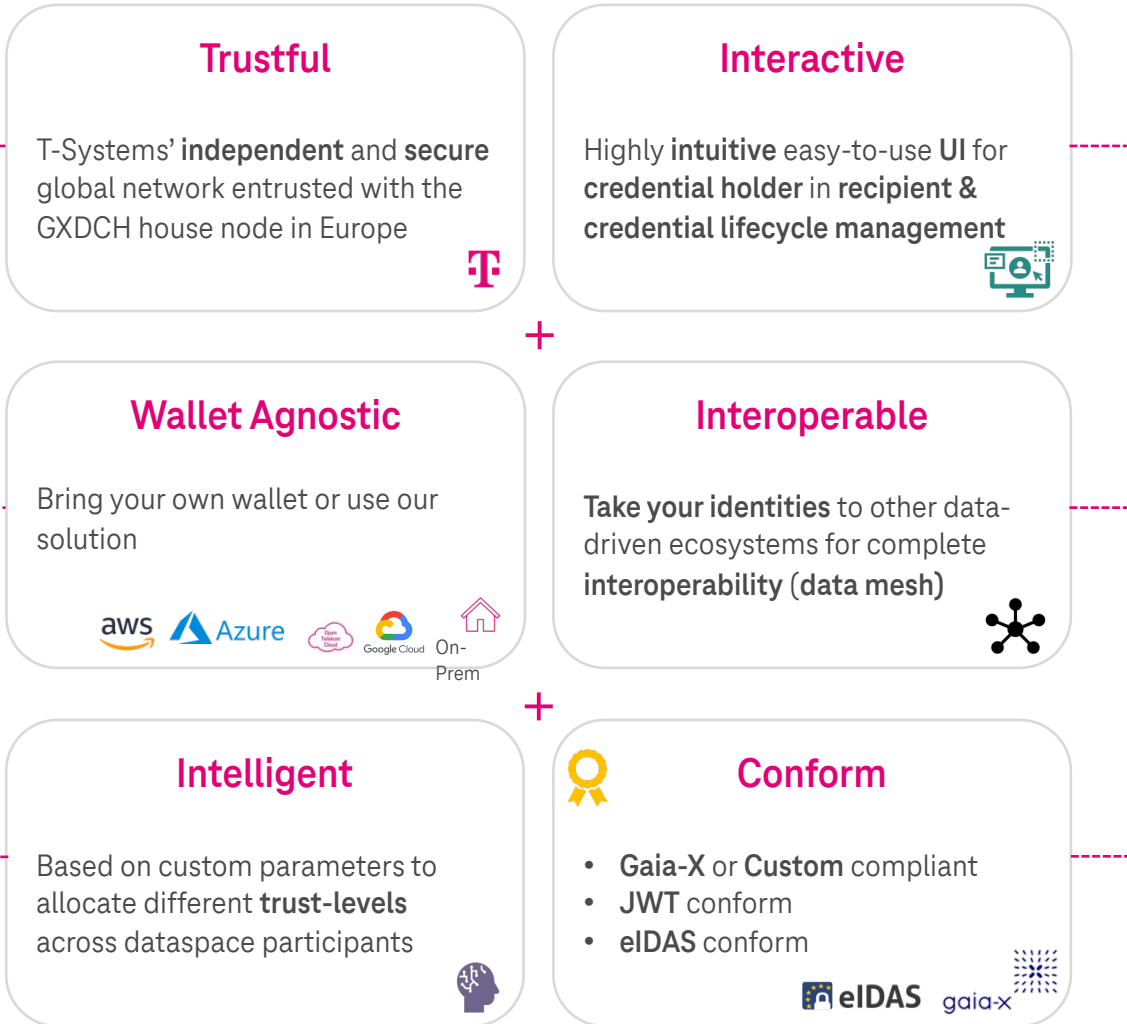 Trustful
T-Systems' independent and secure
global network entrusted with the
GXDCH house node in Europe
T
Interactive
Highly intuitive easy-to-use UI for
credential holder in recipient &
credential lifecycle management
+
Wallet Agnostic
Bring your own wallet or use our
solution
aws
Azure
Open
Telekom
Cloud
Google Cloud
On-
Prem
Interoperable
Take your identities to other data-
driven ecosystems for complete
interoperability (data mesh)
+
Intelligent
Based on custom parameters to
allocate different trust-levels
across dataspace participants
Conform
• Gaia-X or Custom compliant
• JWT conform
• eIDAS conform
eIDAS
gaia-x